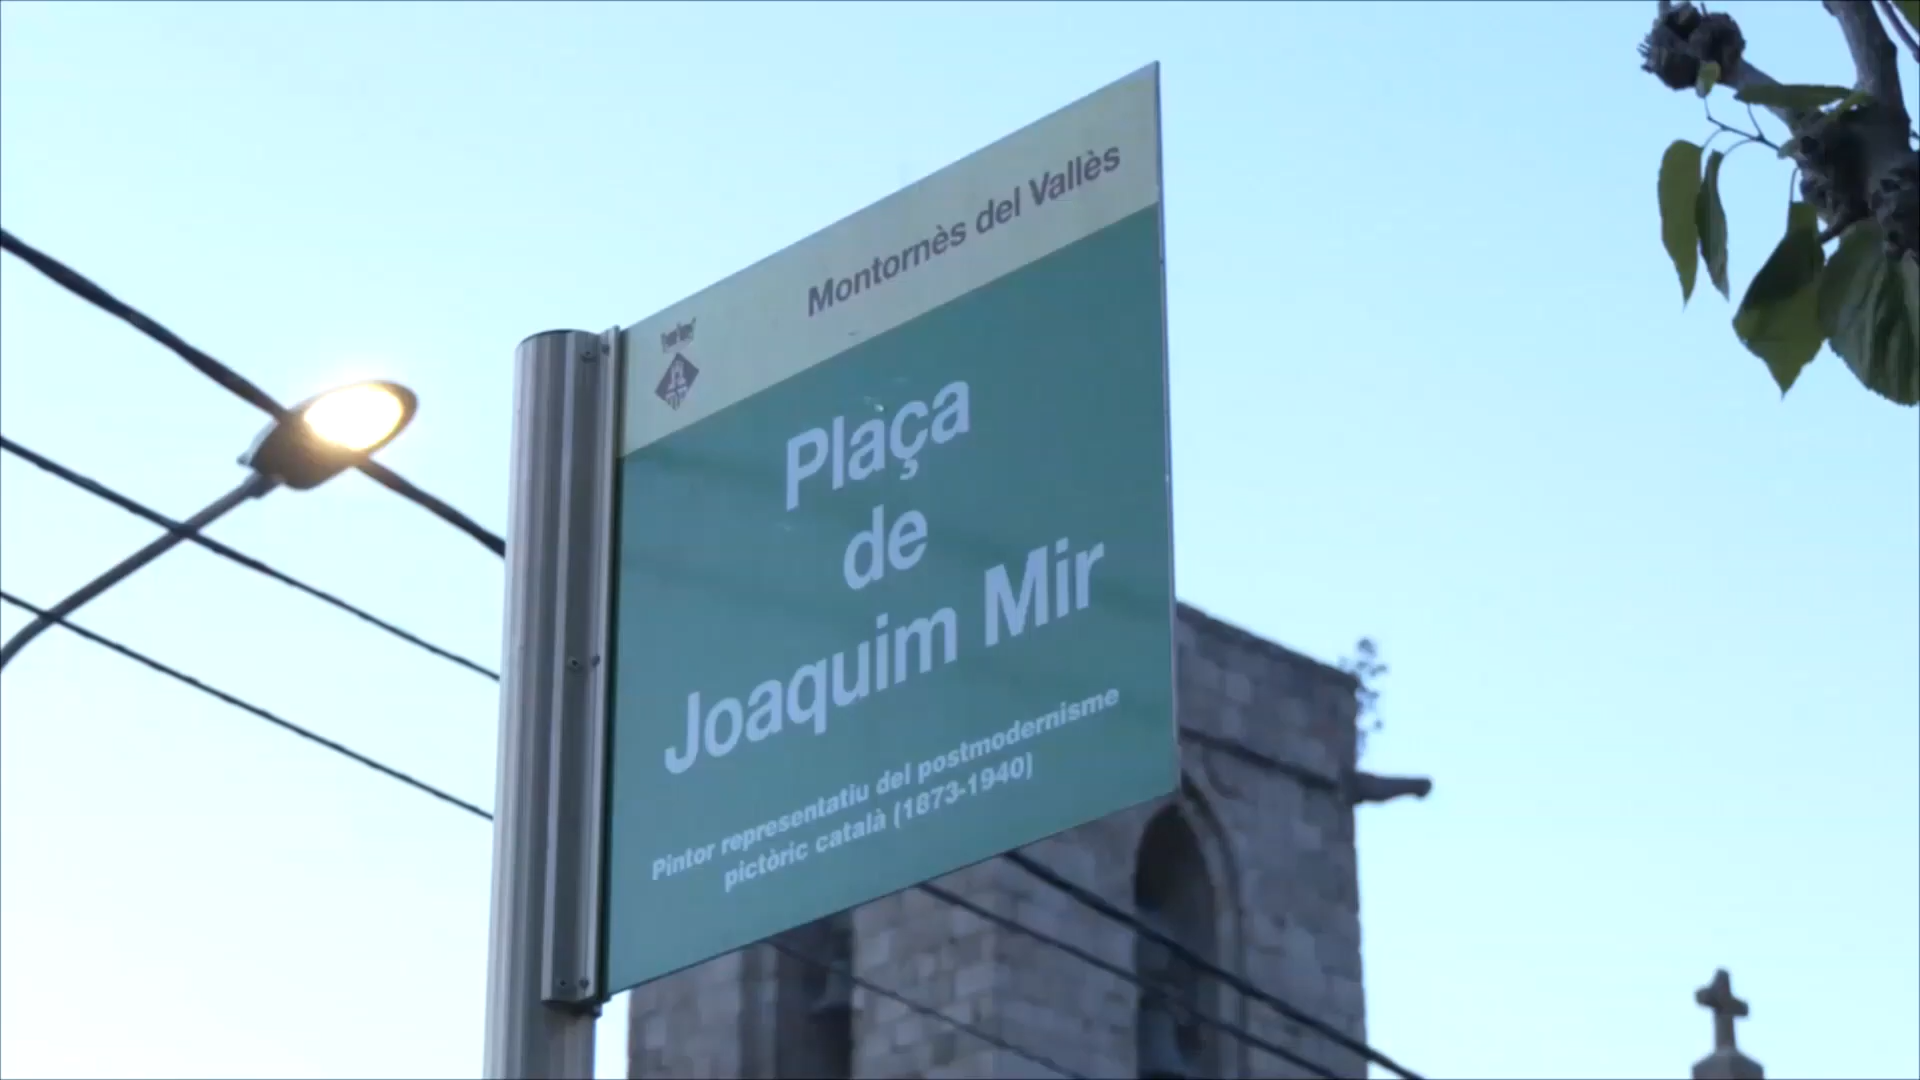 Montornès del Vallès
Plaça
de
Joaquim Mir
Pintor representatiu del postmodernisme
pictòric català (1873-1940)